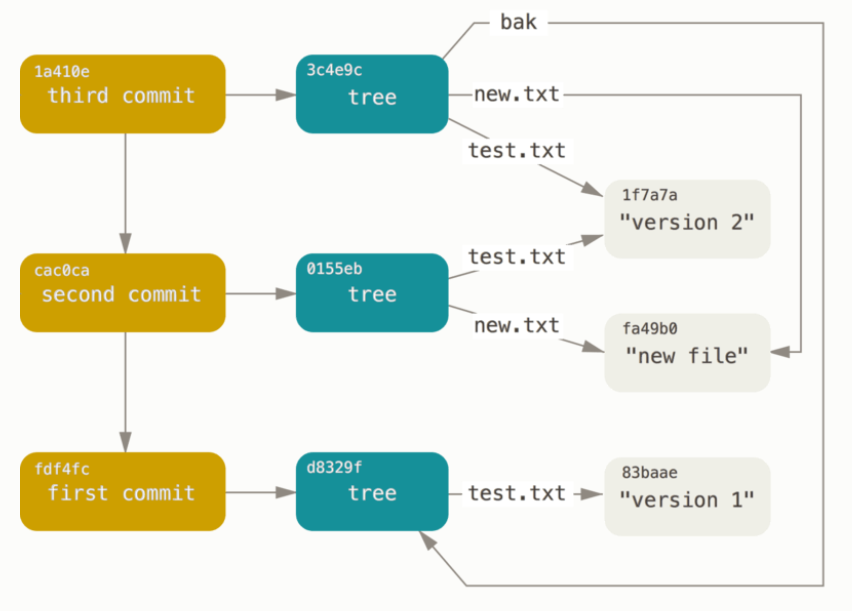 bak
1a410e
third commit
3c4e9c
tree
new.txt
test.txt
1f7a7a
"version 2"
cac0ca
second commit
0155eb
tree
test.txt
new.txt
fa49b0
"new file"
fdf4fc
first commit
d8329f
tree
test.txt
83baae
"version 1"